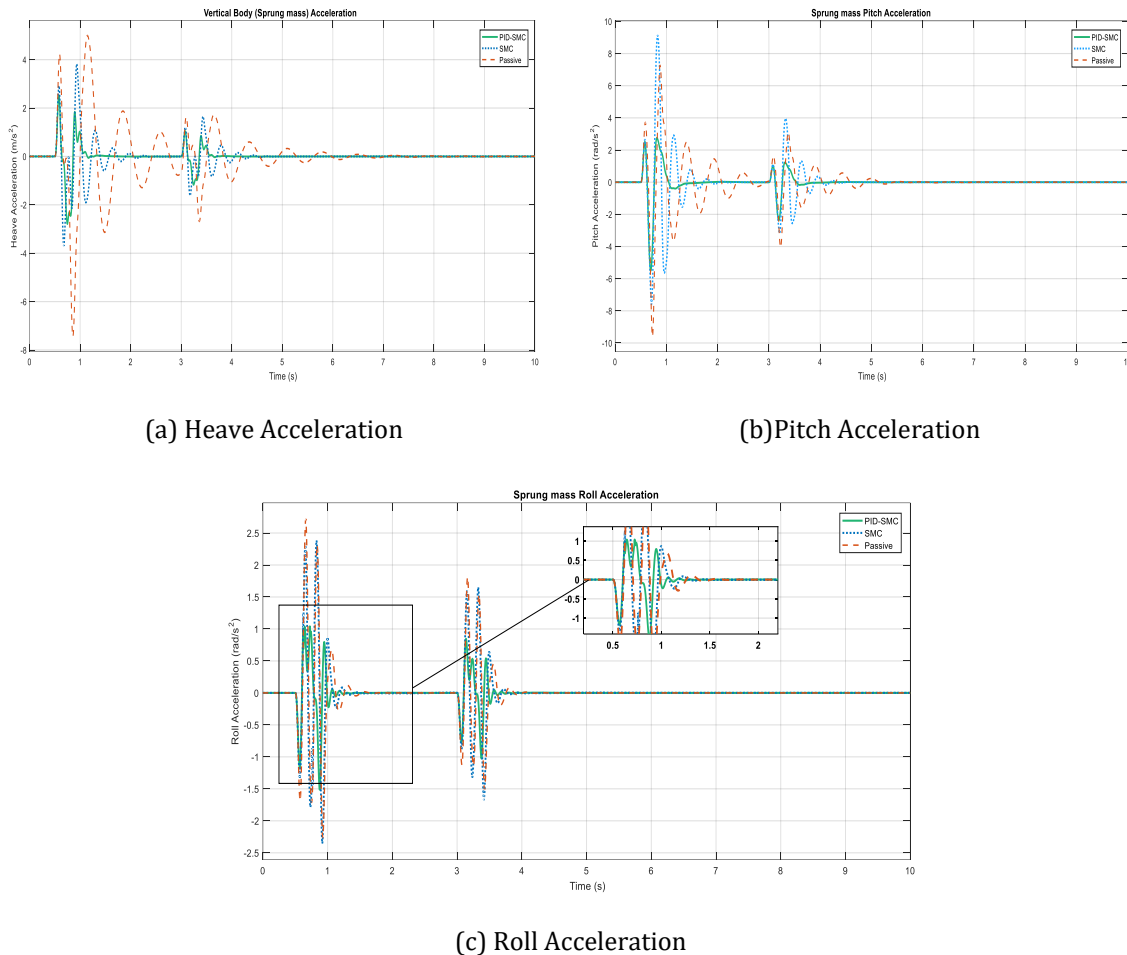 Vertical Body (Sprung mass) Acceleration
PID-SMC
SMC
Passive
4
2
0
-2
-4
-6
-8
Heave Acceleration (m/s²)
0 1 2 3 4 5 6 7 8 9 10
Time (s)
(a) Heave Acceleration
Sprung mass Pitch Acceleration
PID-SMC
SMC
Passive
10
8
6
4
2
0
-2
-4
-6
-8
-10
Pitch Acceleration (rad/s²)
0 1 2 3 4 5 6 7 8 9 10
Time (s)
(b)Pitch Acceleration
Sprung mass Roll Acceleration
PID-SMC
SMC
Passive
2.5
2
1.5
1
0.5
0
-0.5
-1
-1.5
-2
-2.5
Roll Acceleration (rad/s²)
1
0.5
0
-0.5
-1
0.5 1 1.5 2
0 1 2 3 4 5 6 7 8 9 10
Time (s)
(c) Roll Acceleration